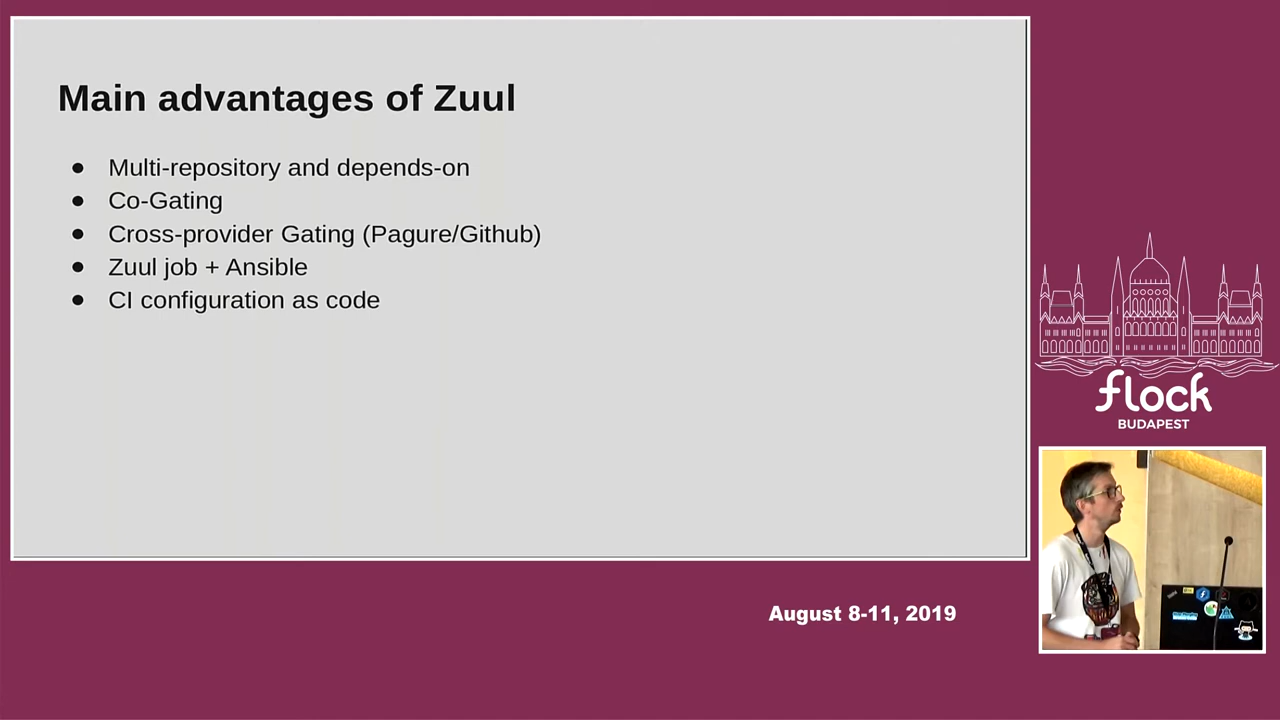 Main advantages of Zuul
● Multi-repository and depends-on
● Co-Gating
● Cross-provider Gating (Pagure/Github)
● Zuul job + Ansible
● CI configuration as code
flock
BUDAPEST
August 8-11, 2019